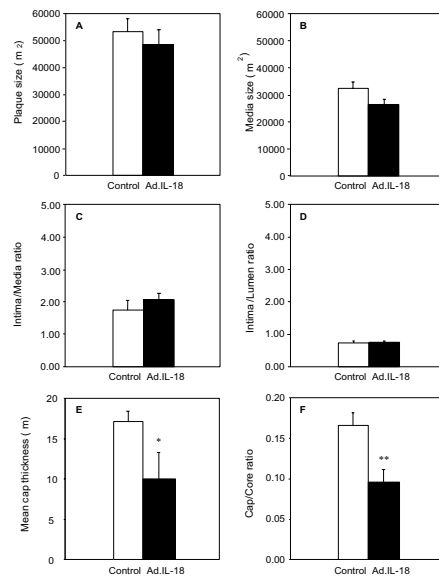 A
Plaque size ( m 2)
60000
50000
40000
30000
20000
10000
0
Control Ad.IL-18
B
Media size ( m 2)
60000
50000
40000
30000
20000
10000
0
Control Ad.IL-18
C
Intima/Media ratio
5.00
4.00
3.00
2.00
1.00
0.00
Control Ad.IL-18
D
Intima /Lumen ratio
5.00
4.00
3.00
2.00
1.00
0.00
Control Ad.IL-18
E
Mean cap thickness ( m)
20
15
10
5
0
*
Control Ad.IL-18
F
Cap/Core ratio
0.20
0.15
0.10
0.05
0.00
**
Control Ad.IL-18